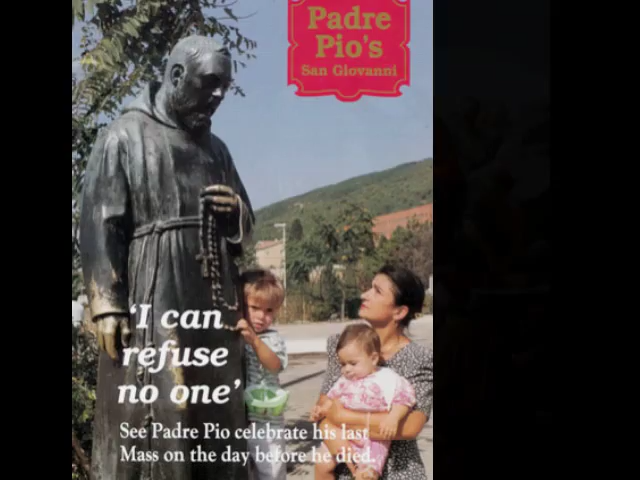 Padre
Pio's
San Giovanni
'I can
refuse
no one'
See Padre Pio celebrate his last
Mass on the day before he died.